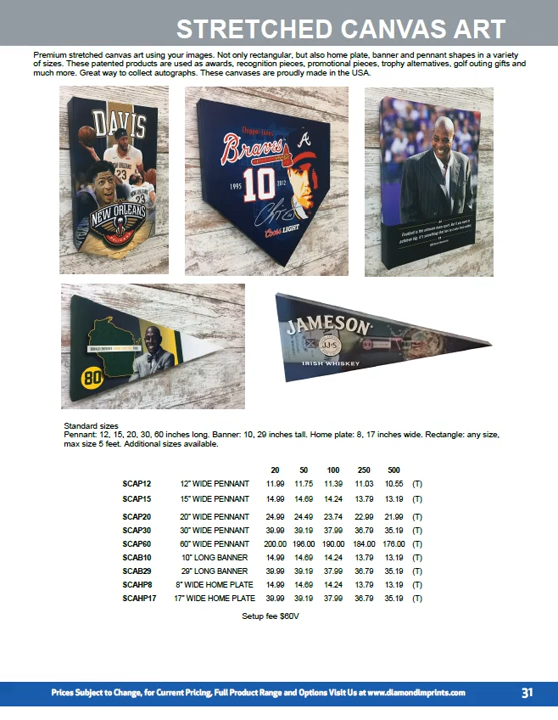 STRETCHED CANVAS ART
Premium stretched canvas art using your images. Not only rectangular, but also home plate, banner and pennant shapes in a variety
of sizes. These patented products are used as awards, recognition pieces, promotional pieces, trophy alternatives, golf outing gifts and
much more. Great way to collect autographs. These canvases are proudly made in the USA.
DAVIS
NEW ORLEANS
23
NEW ORLEANS
PELICANS
Braves
A
1995 10 2012
Coors LIGHT
80
JAMESON
JJ&S
IRISH WHISKEY
Standard sizes
Pennant: 12, 15, 20, 30, 60 inches long. Banner: 10, 29 inches tall. Home plate: 8, 17 inches wide. Rectangle: any size,
max size 5 feet. Additional sizes available.
20 50 100 250 500
SCAP12 12" WIDE PENNANT 11.99 11.75 11.39 11.03 10.55 (T)
SCAP15 15" WIDE PENNANT 14.99 14.69 14.24 13.79 13.19 (T)
SCAP20 20" WIDE PENNANT 24.99 24.49 23.74 22.99 21.99 (T)
SCAP30 30" WIDE PENNANT 39.99 39.19 37.99 36.79 35.19 (T)
SCAP60 60" WIDE PENNANT 200.00 196.00 190.00 184.00 176.00 (T)
SCAB10 10" LONG BANNER 14.99 14.69 14.24 13.79 13.19 (T)
SCAB29 29" LONG BANNER 39.99 39.19 37.99 36.79 35.19 (T)
SCAHP8 8" WIDE HOME PLATE 14.99 14.69 14.24 13.79 13.19 (T)
SCAHP17 17" WIDE HOME PLATE 39.99 39.19 37.99 36.79 35.19 (T)
Setup fee $60V
Prices Subject to Change, for Current Pricing, Full Product Range and Options Visit Us at www.diamondimprints.com 31